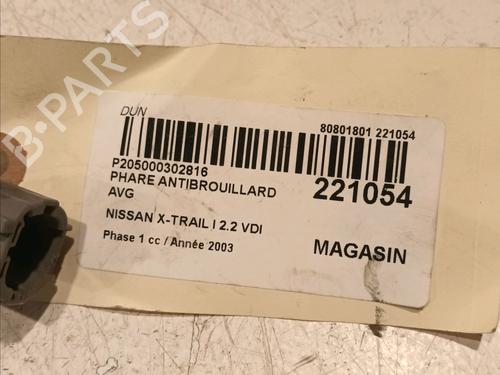 DUN
80801801 221054
P205000302816
PHARE ANTIBROUILLARD
AVG
221054
NISSAN X-TRAIL I 2.2 VDI
Phase 1 cc / Année 2003
MAGASIN
B-PARTS